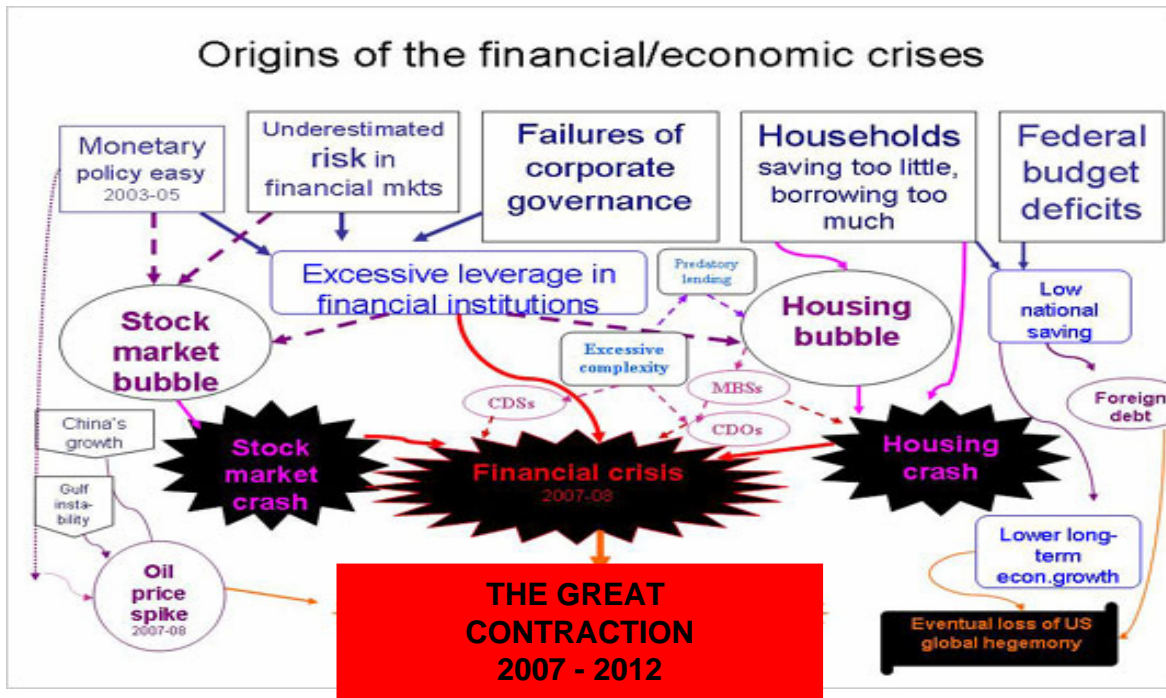 Origins of the financial/economic crises
Monetary
policy easy
2003-05
Underestimated
risk in
financial mkts
Failures of
corporate
governance
Households
saving too little,
borrowing too
much
Federal
budget
deficits
Excessive leverage in
financial institutions
Predatory
lending
Stock
market
bubble
Housing
bubble
Low
national
saving
Excessive
complexity
CDSs
MBSs
CDOs
Foreign
debt
China's
growth
Stock
market
crash
Financial crisis
2007-08
Housing
crash
Gulf
insta-
bility
Oil
price
spike
2007-08
Lower long-
term
econ.growth
THE GREAT
CONTRACTION
2007 - 2012
Eventual loss of US
global hegemony